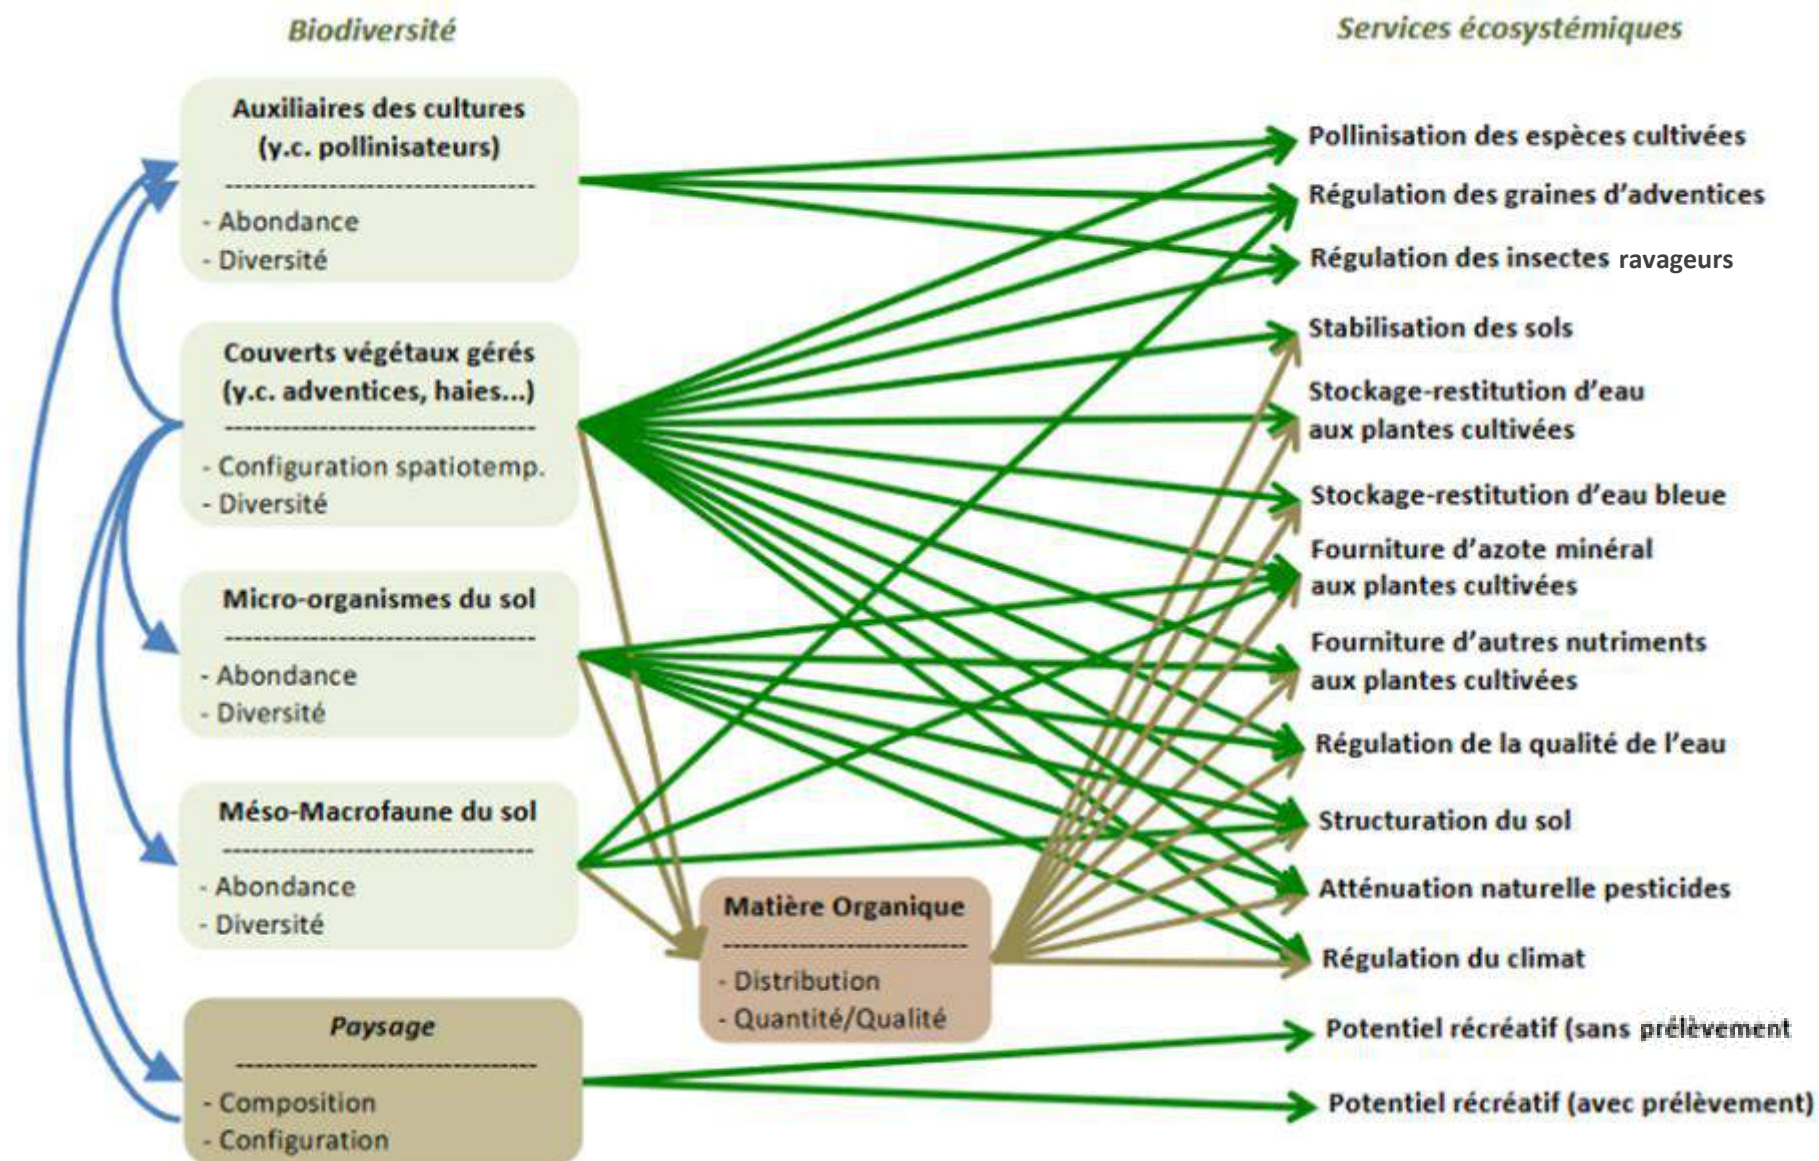 Biodiversité
Services écosystémiques
Auxiliaires des cultures
(y.c. pollinisateurs)
--------------------------------
- Abondance
- Diversité
Couverts végétaux gérés
(y.c. adventices, haies...)
--------------------------------
- Configuration spatiotemp.
- Diversité
Micro-organismes du sol
--------------------------------
- Abondance
- Diversité
Méso-Macrofaune du sol
--------------------------------
- Abondance
- Diversité
Paysage
-------------------------------
- Composition
- Configuration
Matière Organique
-------------------------
- Distribution
- Quantité/Qualité
Pollinisation des espèces cultivées
Régulation des graines d’adventices
Régulation des insectes ravageurs
Stabilisation des sols
Stockage-restitution d’eau
aux plantes cultivées
Stockage-restitution d’eau bleue
Fourniture d’azote minéral
aux plantes cultivées
Fourniture d’autres nutriments
aux plantes cultivées
Régulation de la qualité de l’eau
Structuration du sol
Atténuation naturelle pesticides
Régulation du climat
Potentiel récréatif (sans prélèvement
Potentiel récréatif (avec prélèvement)